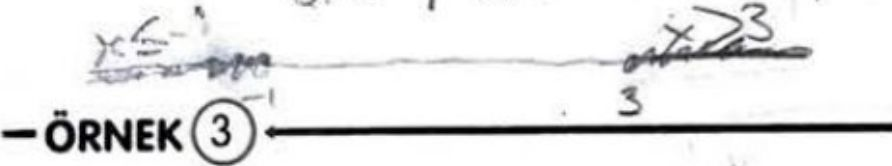 x ≤ -1 x > 3
-1 3
ÖRNEK 3